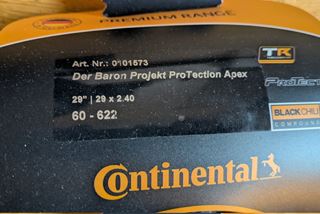 PREMIUM RANGE
Art. Nr.: 0101573
Der Baron Projekt ProTection Apex
29" | 29 x 2.40
60 - 622
TR
PROTECT
BLACKCHILI
COMPOUND
Continental